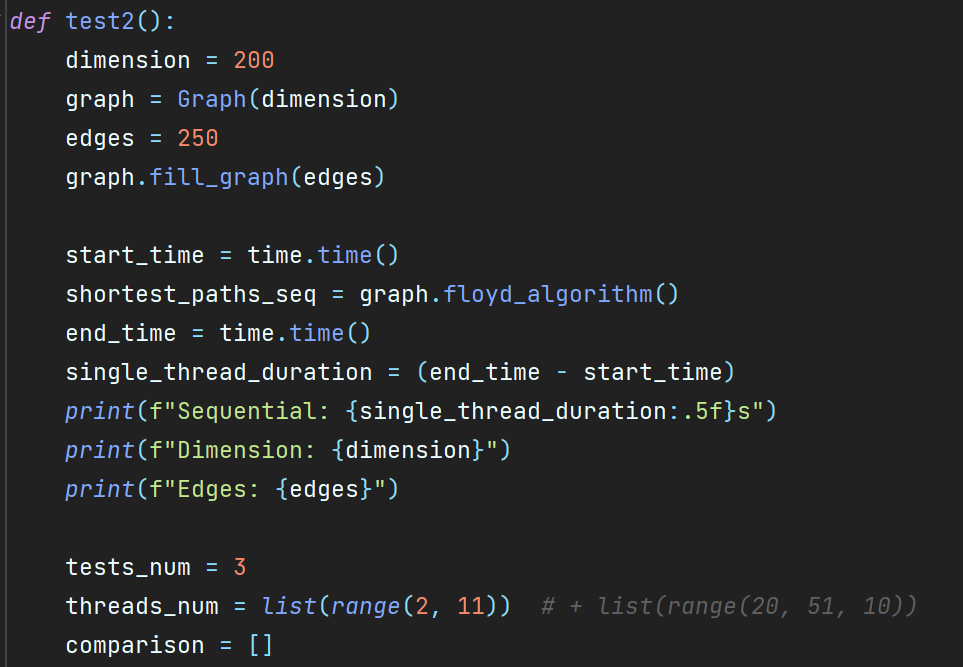 def test2():
    dimension = 200
    graph = Graph(dimension)
    edges = 250
    graph.fill_graph(edges)

    start_time = time.time()
    shortest_paths_seq = graph.floyd_algorithm()
    end_time = time.time()
    single_thread_duration = (end_time - start_time)
    print(f"Sequential: {single_thread_duration:.5f}s")
    print(f"Dimension: {dimension}")
    print(f"Edges: {edges}")

    tests_num = 3
    threads_num = list(range(2, 11))  # + list(range(20, 51, 10))
    comparison = []